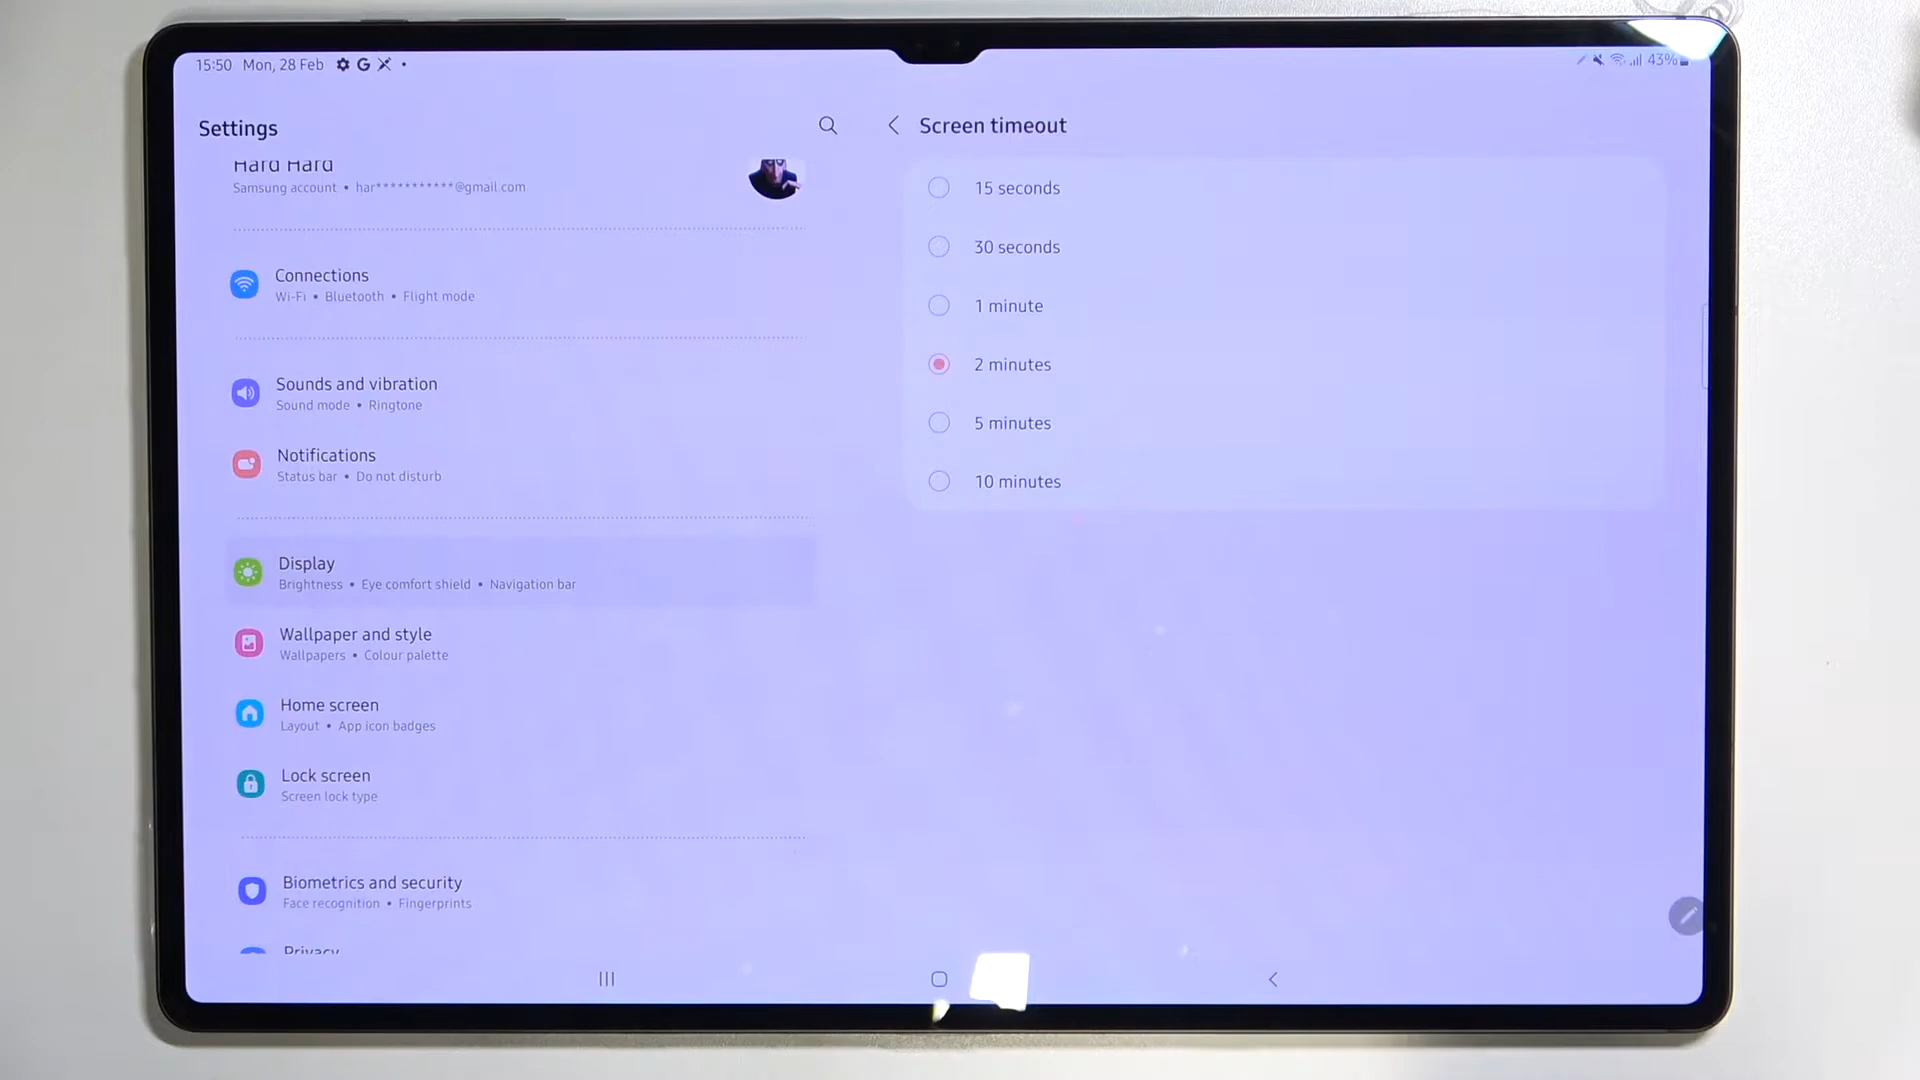 15:50 Mon, 28 Feb
43%
Settings
Hard Hard
Samsung account • har***********@gmail.com
Connections
Wi-Fi • Bluetooth • Flight mode
Sounds and vibration
Sound mode • Ringtone
Notifications
Status bar • Do not disturb
Display
Brightness • Eye comfort shield • Navigation bar
Wallpaper and style
Wallpapers • Colour palette
Home screen
Layout • App icon badges
Lock screen
Screen lock type
Biometrics and security
Face recognition • Fingerprints
Privacy
Screen timeout
15 seconds
30 seconds
1 minute
2 minutes
5 minutes
10 minutes